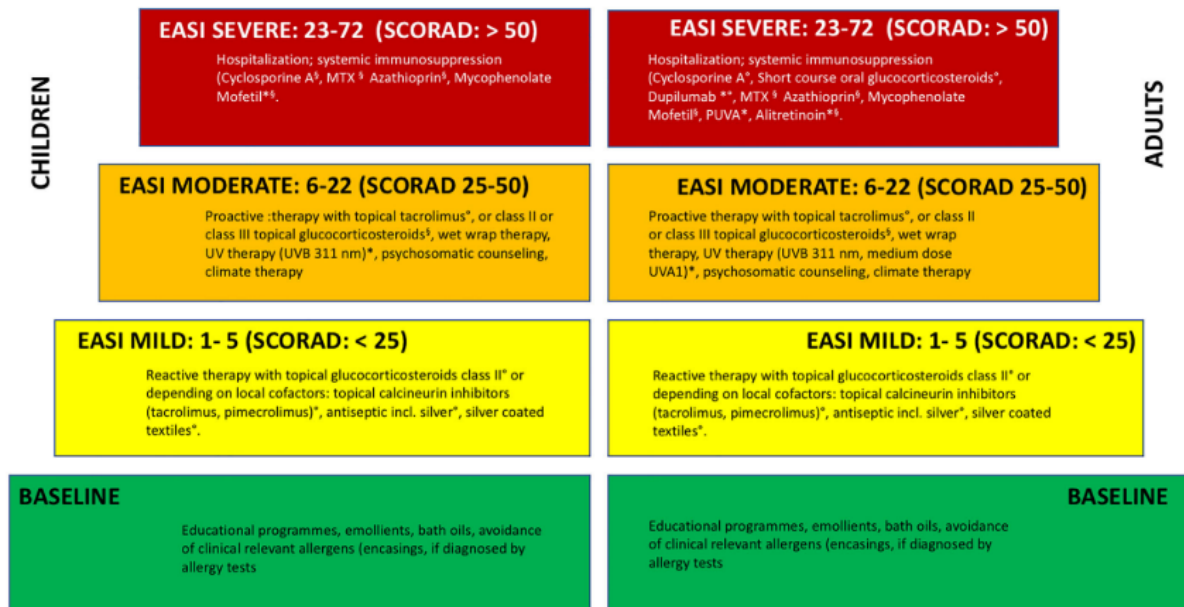 CHILDREN
EASI SEVERE: 23-72 (SCORAD: > 50)
Hospitalization; systemic immunosuppression
(Cyclosporine A§, MTX § Azathioprin§, Mycophenolate
Mofetil*§.
EASI MODERATE: 6-22 (SCORAD 25-50)
Proactive :therapy with topical tacrolimus°, or class II or
class III topical glucocorticosteroids§, wet wrap therapy,
UV therapy (UVB 311 nm)*, psychosomatic counseling,
climate therapy
EASI MILD: 1- 5 (SCORAD: < 25)
Reactive therapy with topical glucocorticosteroids class II° or
depending on local cofactors: topical calcineurin inhibitors
(tacrolimus, pimecrolimus)°, antiseptic incl. silver°, silver coated
textiles°.
BASELINE
Educational programmes, emollients, bath oils, avoidance
of clinical relevant allergens (encasings, if diagnosed by
allergy tests
ADULTS
EASI SEVERE: 23-72 (SCORAD: > 50)
Hospitalization; systemic immunosuppression
(Cyclosporine A°, Short course oral glucocorticosteroids°,
Dupilumab *°, MTX § Azathioprin§, Mycophenolate
Mofetil§, PUVA*, Alitretinoin*§.
EASI MODERATE: 6-22 (SCORAD 25-50)
Proactive therapy with topical tacrolimus°, or class II
or class III topical glucocorticosteroids§, wet wrap
therapy, UV therapy (UVB 311 nm, medium dose
UVA1)*, psychosomatic counseling, climate therapy
EASI MILD: 1- 5 (SCORAD: < 25)
Reactive therapy with topical glucocorticosteroids class II° or
depending on local cofactors: topical calcineurin inhibitors
(tacrolimus, pimecrolimus)°, antiseptic incl. silver°, silver coated
textiles°.
BASELINE
Educational programmes, emollients, bath oils, avoidance
of clinical relevant allergens (encasings, if diagnosed by
allergy tests